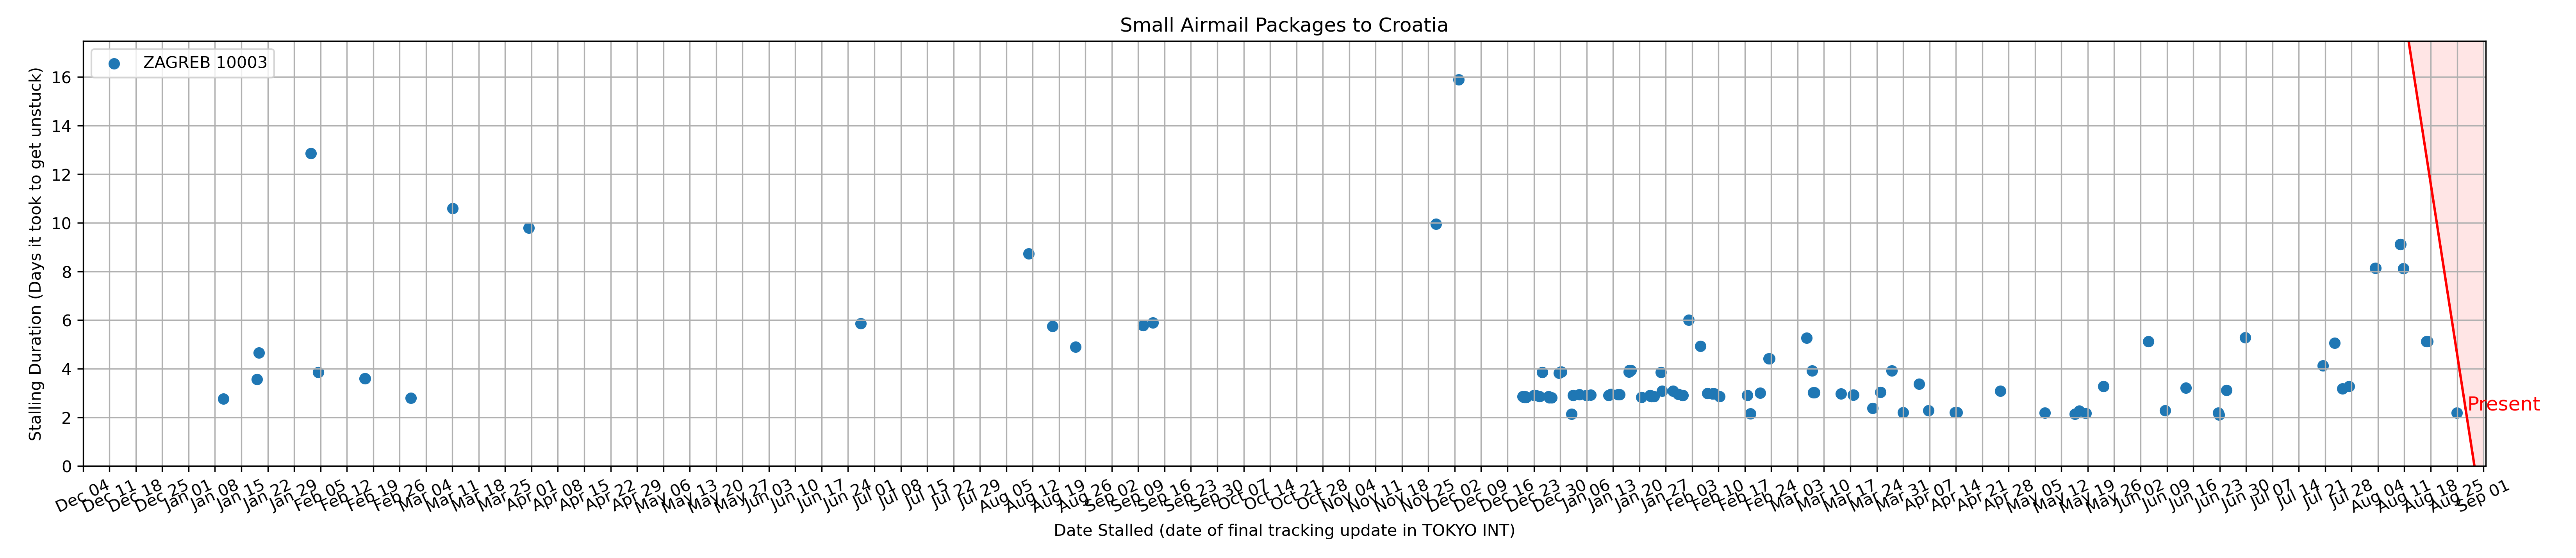 Small Airmail Packages to Croatia
ZAGREB 10003
Stalling Duration (Days it took to get unstuck)
16
14
12
10
8
6
4
2
0
Present
Dec 04
Dec 11
Dec 18
Dec 25
Jan 01
Jan 08
Jan 15
Jan 22
Jan 29
Feb 05
Feb 12
Feb 19
Feb 26
Mar 04
Mar 11
Mar 18
Mar 25
Apr 01
Apr 08
Apr 15
Apr 22
Apr 29
May 06
May 13
May 20
May 27
Jun 03
Jun 10
Jun 17
Jun 24
Jul 01
Jul 08
Jul 15
Jul 22
Jul 29
Aug 05
Aug 12
Aug 19
Aug 26
Sep 02
Sep 09
Sep 16
Sep 23
Sep 30
Oct 07
Oct 14
Oct 21
Oct 28
Nov 04
Nov 11
Nov 18
Nov 25
Dec 02
Dec 09
Dec 16
Dec 23
Dec 30
Jan 06
Jan 13
Jan 20
Jan 27
Feb 03
Feb 10
Feb 17
Feb 24
Mar 03
Mar 10
Mar 17
Mar 24
Mar 31
Apr 07
Apr 14
Apr 21
Apr 28
May 05
May 12
May 19
May 26
Jun 02
Jun 09
Jun 16
Jun 23
Jun 30
Jul 07
Jul 14
Jul 21
Jul 28
Aug 04
Aug 11
Aug 18
Aug 25
Sep 01
Date Stalled (date of final tracking update in TOKYO INT)